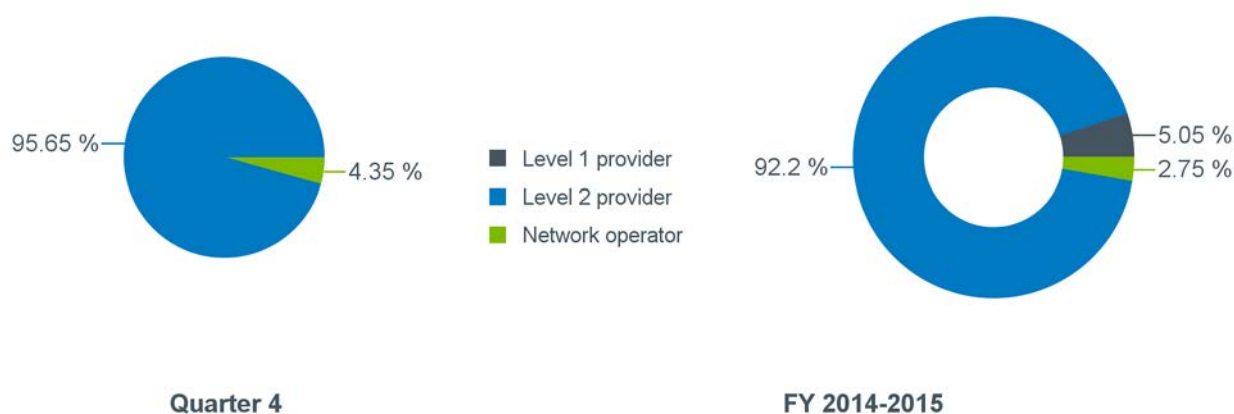 95.65 %
4.35 %
Level 1 provider
Level 2 provider
Network operator
92.2 %
5.05 %
2.75 %
Quarter 4
FY 2014-2015